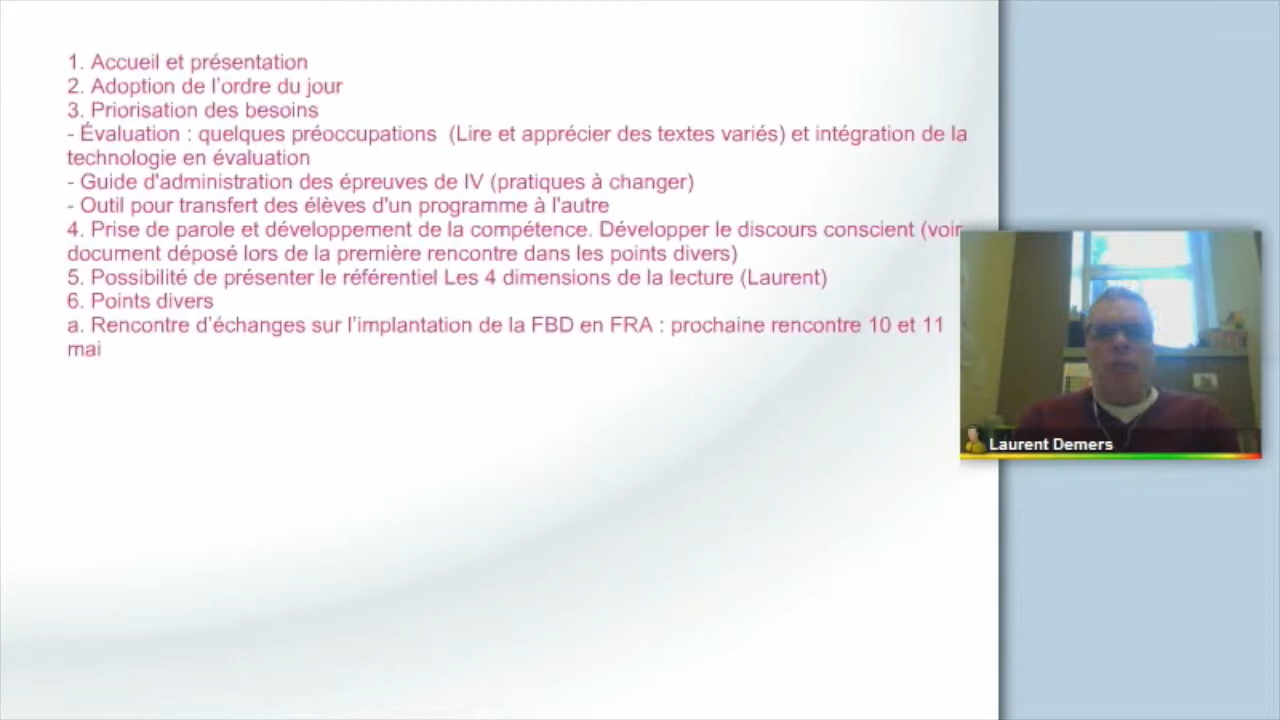 1. Accueil et présentation
2. Adoption de l’ordre du jour
3. Priorisation des besoins
- Évaluation : quelques préoccupations  (Lire et apprécier des textes variés) et intégration de la
technologie en évaluation
- Guide d'administration des épreuves de IV (pratiques à changer)
- Outil pour transfert des élèves d'un programme à l'autre
4. Prise de parole et développement de la compétence. Développer le discours conscient (voir
document déposé lors de la première rencontre dans les points divers)
5. Possibilité de présenter le référentiel Les 4 dimensions de la lecture (Laurent)
6. Points divers
a. Rencontre d’échanges sur l’implantation de la FBD en FRA : prochaine rencontre 10 et 11
mai
Laurent Demers